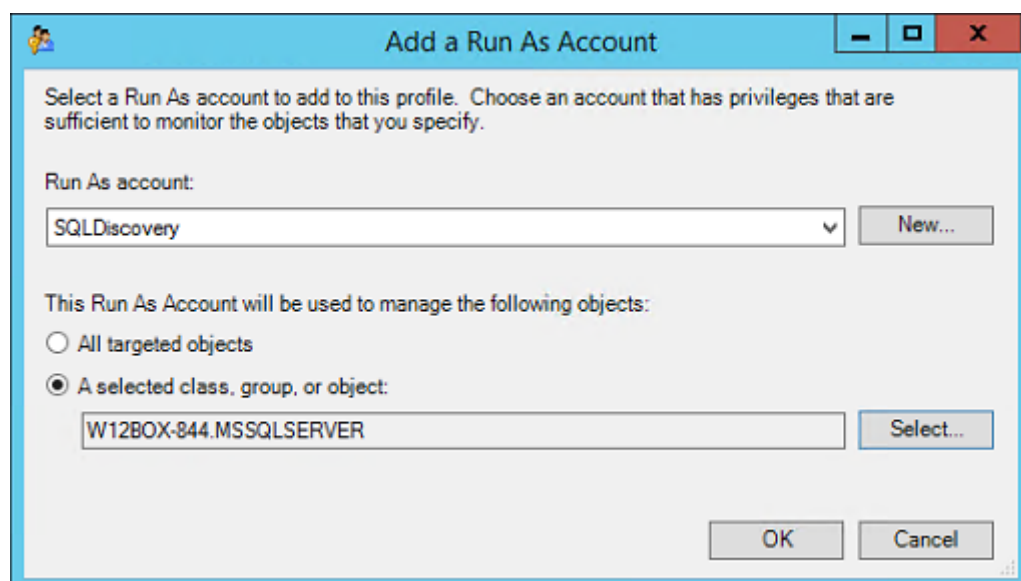 Add a Run As Account
Select a Run As account to add to this profile.  Choose an account that has privileges that are
sufficient to monitor the objects that you specify.
Run As account:
SQLDiscovery
New...
This Run As Account will be used to manage the following objects:
All targeted objects
A selected class, group, or object:
W12BOX-844.MSSQLSERVER
Select...
OK
Cancel